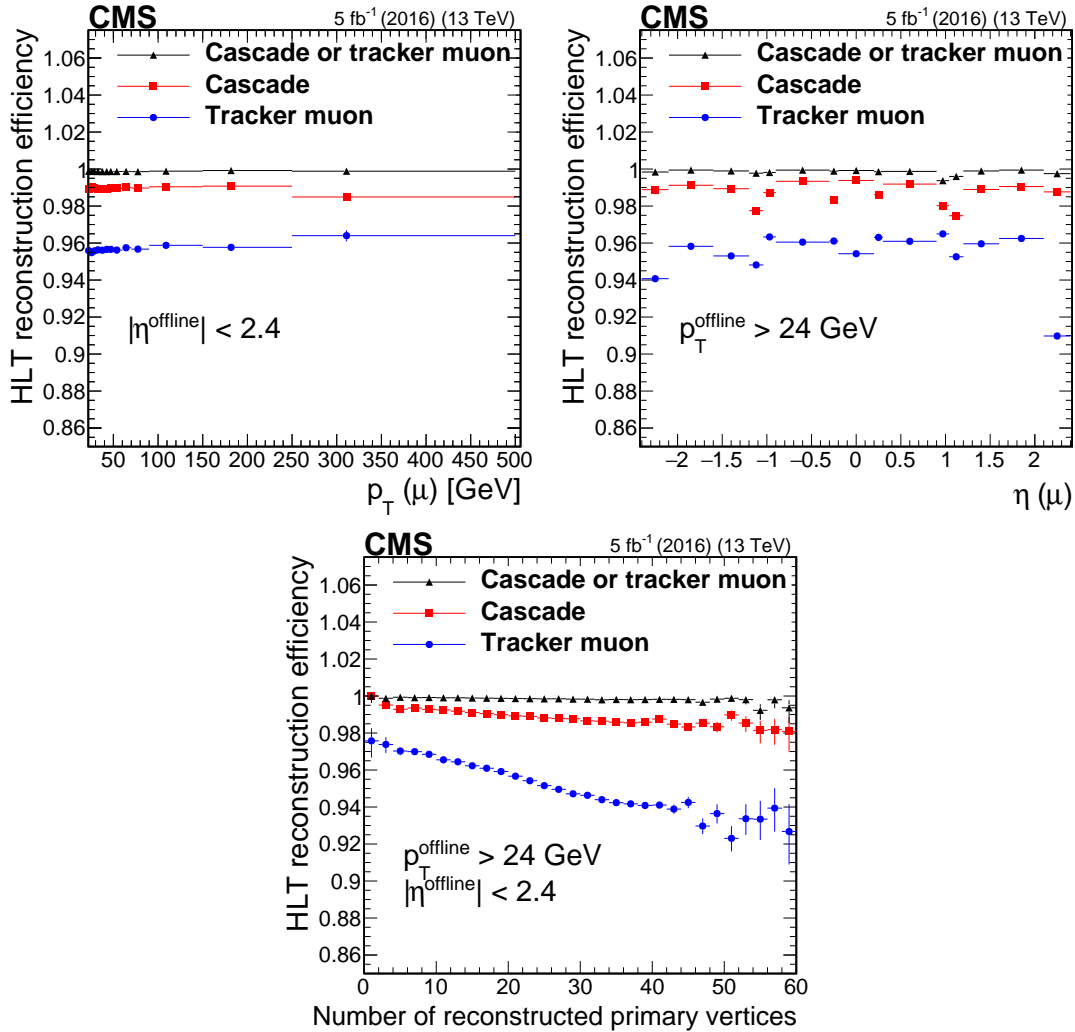 CMS
5 fb-1 (2016) (13 TeV)
Cascade or tracker muon
Cascade
Tracker muon
HLT reconstruction efficiency
1.06
1.04
1.02
1
0.98
0.96
0.94
0.92
0.9
0.88
0.86
|ηoffline| < 2.4
50 100 150 200 250 300 350 400 450 500
pT (μ) [GeV]
CMS
5 fb-1 (2016) (13 TeV)
Cascade or tracker muon
Cascade
Tracker muon
HLT reconstruction efficiency
1.06
1.04
1.02
1
0.98
0.96
0.94
0.92
0.9
0.88
0.86
pToffline > 24 GeV
−2 −1.5 −1 −0.5 0 0.5 1 1.5 2
η (μ)
CMS
5 fb-1 (2016) (13 TeV)
Cascade or tracker muon
Cascade
Tracker muon
HLT reconstruction efficiency
1.06
1.04
1.02
1
0.98
0.96
0.94
0.92
0.9
0.88
0.86
pToffline > 24 GeV
|ηoffline| < 2.4
0 10 20 30 40 50 60
Number of reconstructed primary vertices